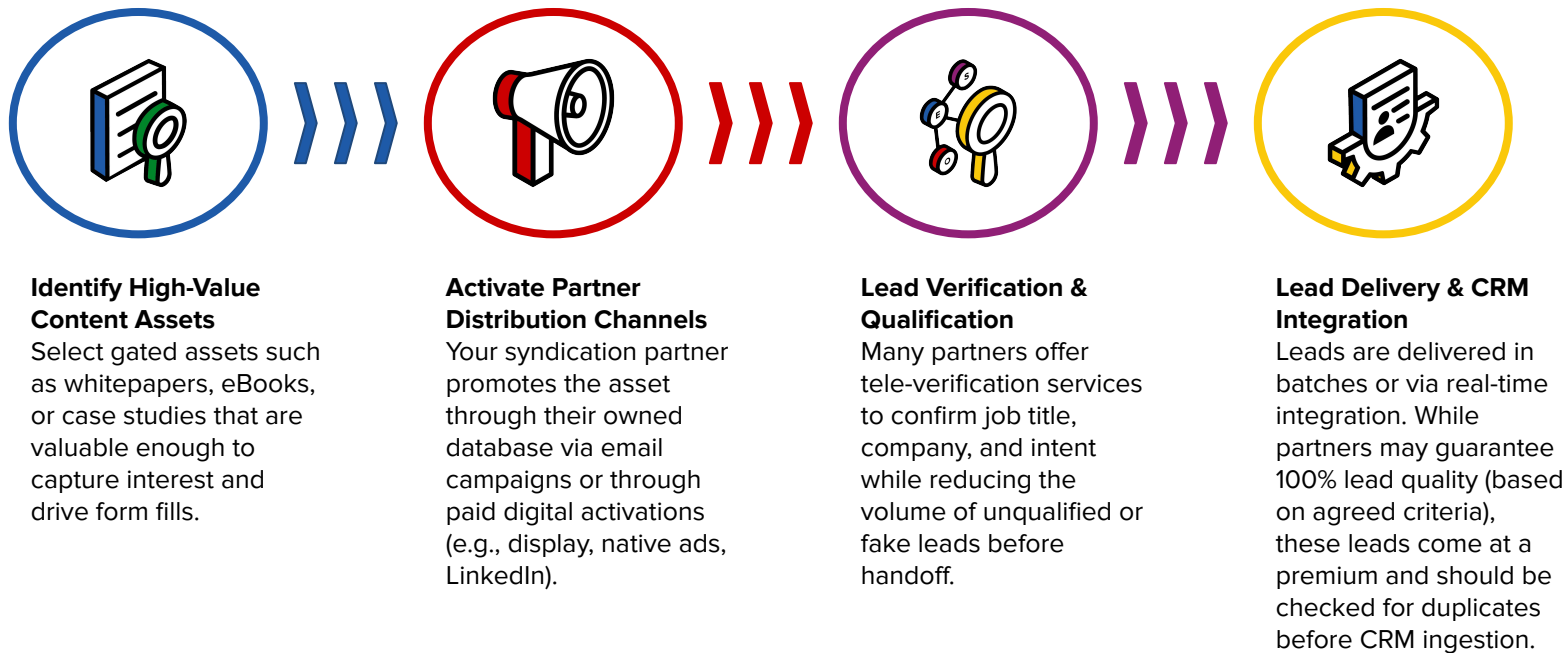 S
E
O
Identify High-Value
Content Assets
Select gated assets such
as whitepapers, eBooks,
or case studies that are
valuable enough to
capture interest and
drive form fills.
Activate Partner
Distribution Channels
Your syndication partner
promotes the asset
through their owned
database via email
campaigns or through
paid digital activations
(e.g., display, native ads,
LinkedIn).
Lead Verification &
Qualification
Many partners offer
tele-verification services
to confirm job title,
company, and intent
while reducing the
volume of unqualified or
fake leads before
handoff.
Lead Delivery & CRM
Integration
Leads are delivered in
batches or via real-time
integration. While
partners may guarantee
100% lead quality (based
on agreed criteria),
these leads come at a
premium and should be
checked for duplicates
before CRM ingestion.